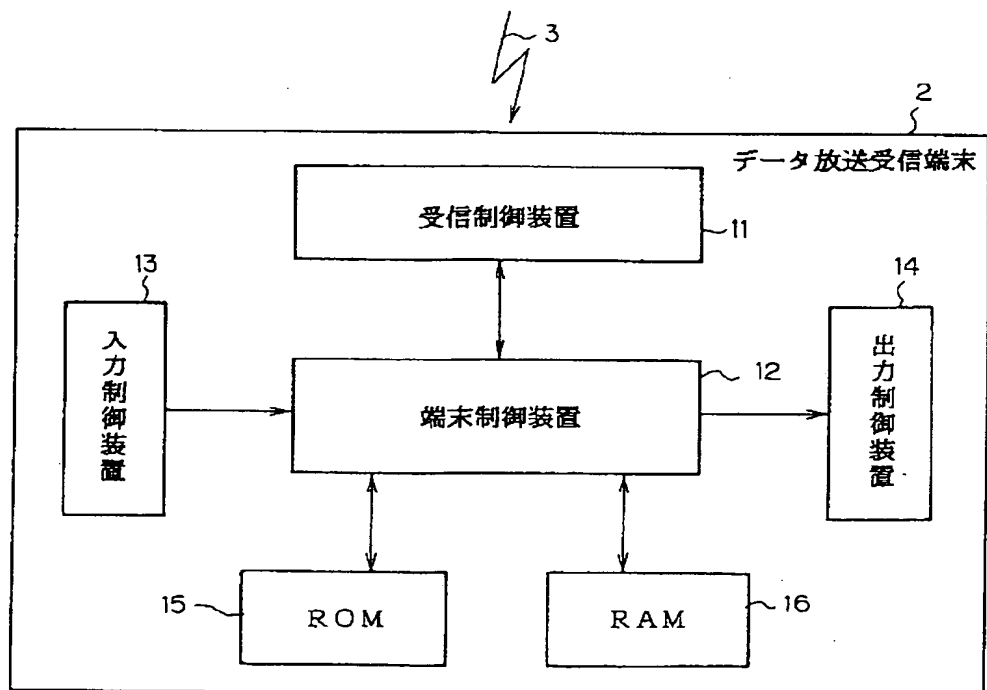 3
2
データ放送受信端末
受信制御装置
11
13
入力制御装置
14
出力制御装置
12
端末制御装置
15
ROM
RAM
16